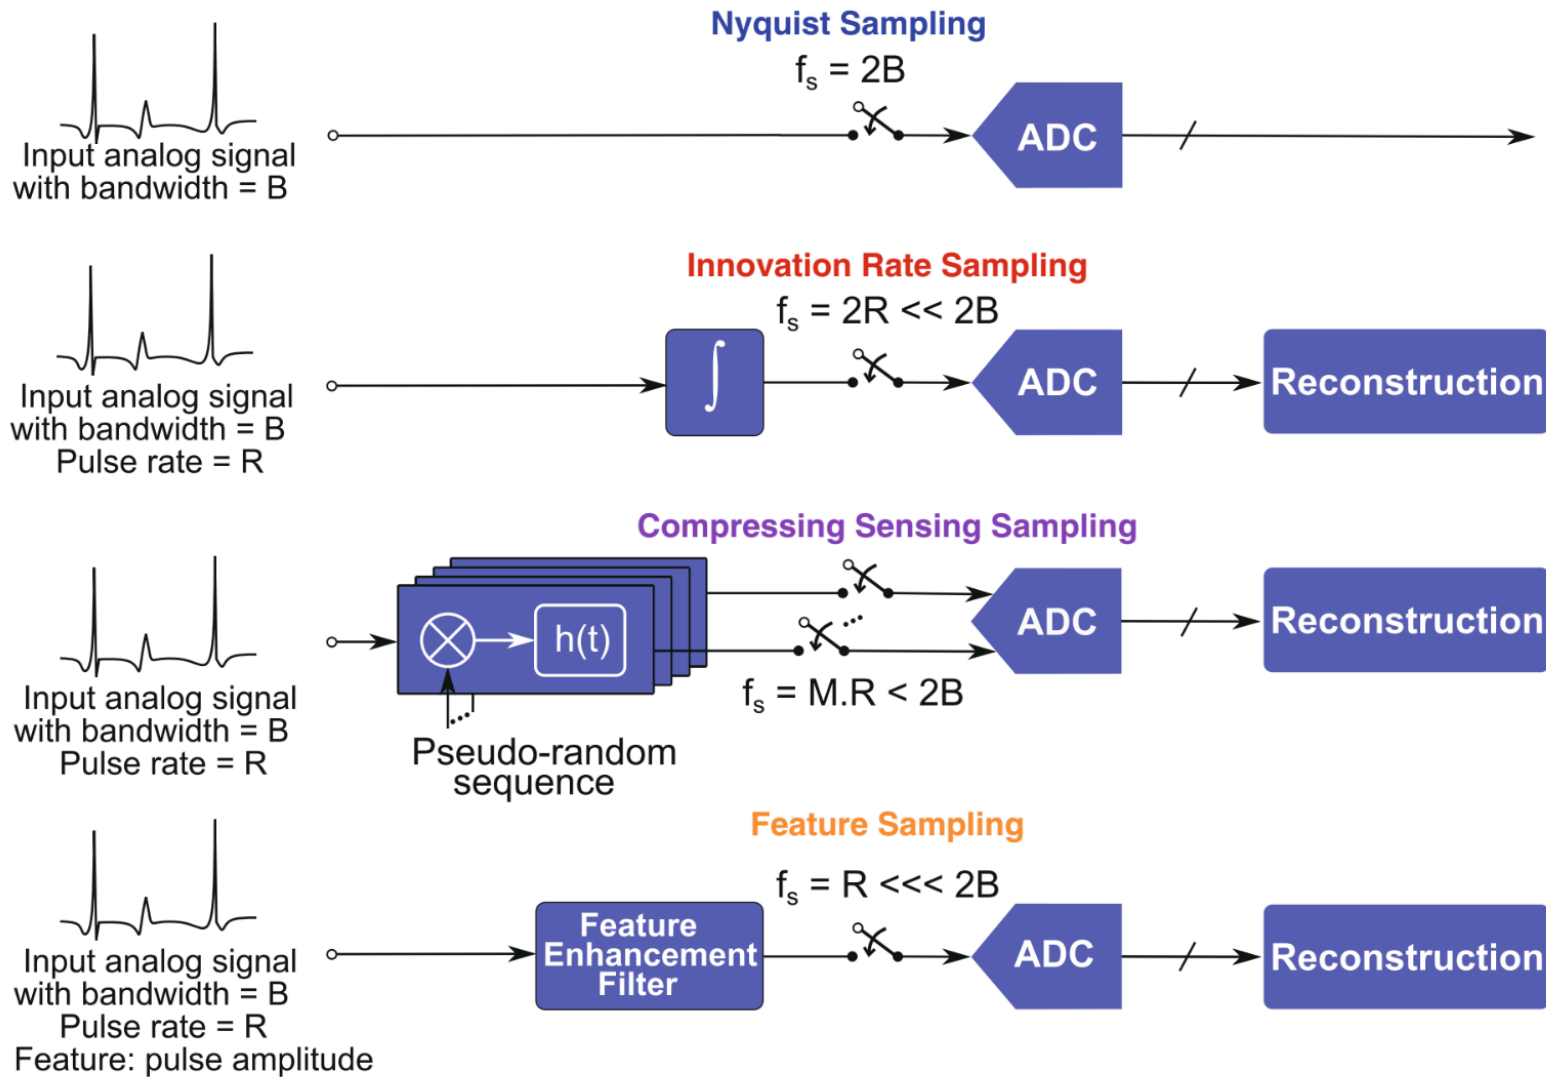 Nyquist Sampling
fₛ = 2B
ADC
Input analog signal
with bandwidth = B
Innovation Rate Sampling
fₛ = 2R << 2B
∫
ADC
Reconstruction
Input analog signal
with bandwidth = B
Pulse rate = R
Compressing Sensing Sampling
h(t)
ADC
Reconstruction
fₛ = M.R < 2B
Input analog signal
with bandwidth = B
Pulse rate = R
Pseudo-random
sequence
Feature Sampling
fₛ = R <<< 2B
Feature
Enhancement
Filter
ADC
Reconstruction
Input analog signal
with bandwidth = B
Pulse rate = R
Feature: pulse amplitude